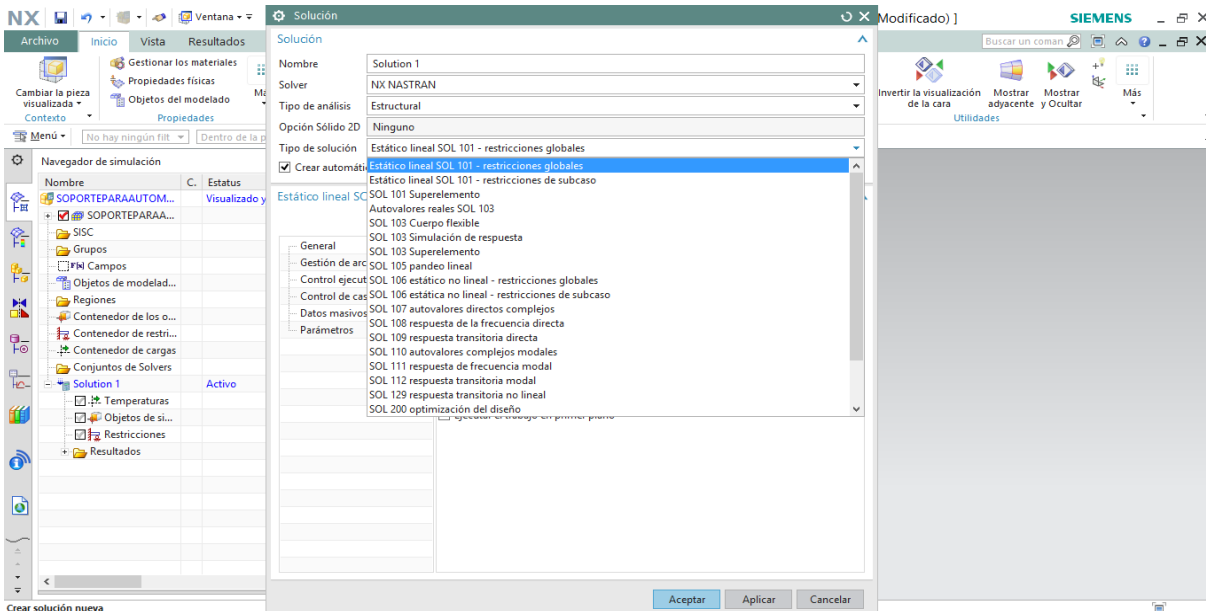 NX
Ventana
Solución
Modificado) ]
SIEMENS
Archivo
Inicio
Vista
Resultados
Buscar un coman
Cambiar la pieza
visualizada
Contexto
Gestionar los materiales
Propiedades físicas
Objetos del modelado
Propiedades
Invertir la visualización
de la cara
Mostrar
adyacente
Mostrar
y Ocultar
Más
Utilidades
Menú
No hay ningún filt
Dentro de la p
Navegador de simulación
Nombre
C.
Estatus
SOPORTEPARAAUTOM...
Visualizado y
SOPORTEPARAA...
SISC
Grupos
Campos
Objetos de modelad...
Regiones
Contenedor de los o...
Contenedor de restri...
Contenedor de cargas
Conjuntos de Solvers
Solution 1
Activo
Temperaturas
Objetos de si...
Restricciones
Resultados
Crear solución nueva
Solución
Nombre
Solution 1
Solver
NX NASTRAN
Tipo de análisis
Estructural
Opción Sólido 2D
Ninguno
Tipo de solución
Estático lineal SOL 101 - restricciones globales
Crear automáti
Estático lineal SOL 101 - restricciones globales
Estático lineal SOL 101 - restricciones de subcaso
SOL 101 Superelemento
Autovalores reales SOL 103
SOL 103 Cuerpo flexible
SOL 103 Simulación de respuesta
SOL 103 Superelemento
SOL 105 pandeo lineal
SOL 106 estático no lineal - restricciones globales
SOL 106 estática no lineal - restricciones de subcaso
SOL 107 autovalores directos complejos
SOL 108 respuesta de la frecuencia directa
SOL 109 respuesta transitoria directa
SOL 110 autovalores complejos modales
SOL 111 respuesta de frecuencia modal
SOL 112 respuesta transitoria modal
SOL 129 respuesta transitoria no lineal
SOL 200 optimización del diseño
Estático lineal SO
General
Gestión de arc
Control ejecut
Control de cas
Datos masivos
Parámetros
Ejecutar el trabajo en primer plano
Aceptar
Aplicar
Cancelar